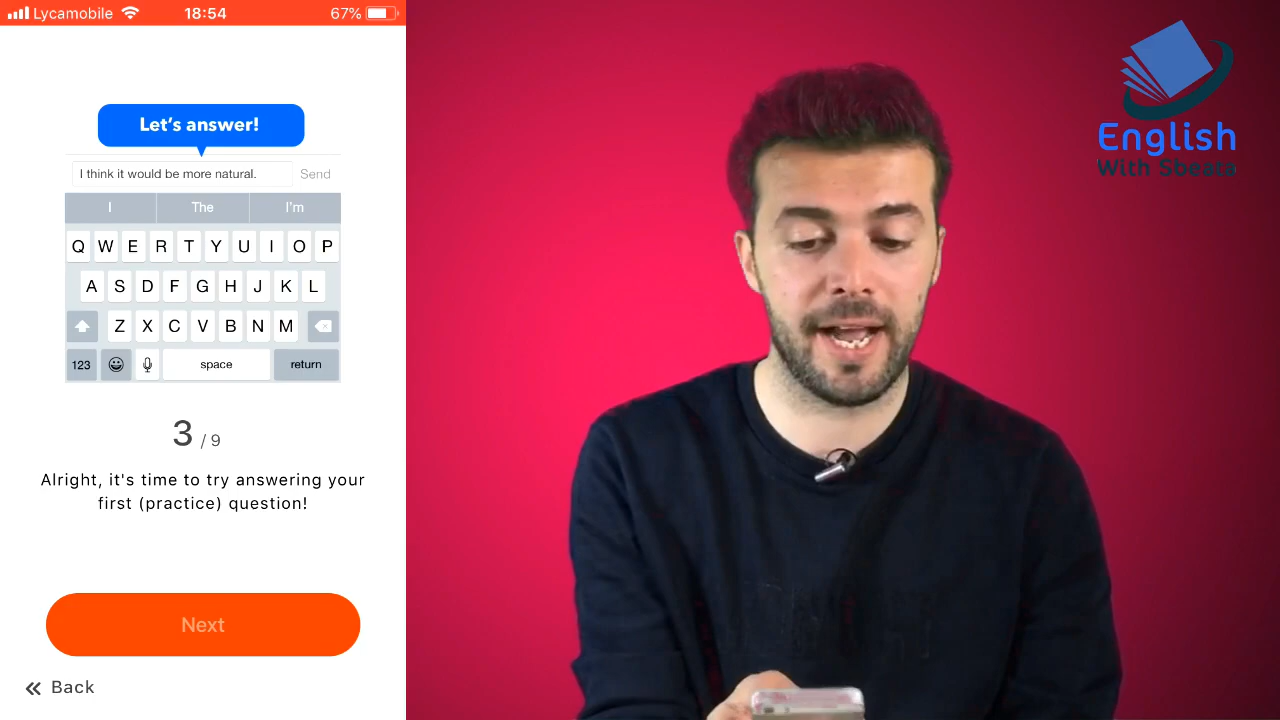 Lycamobile 18:54 67%
Let's answer!
I think it would be more natural. Send
I The I'm
Q W E R T Y U I O P
A S D F G H J K L
Z X C V B N M
123 space return
3 / 9
Alright, it's time to try answering your
first (practice) question!
Next
Back
English
With Sbeata